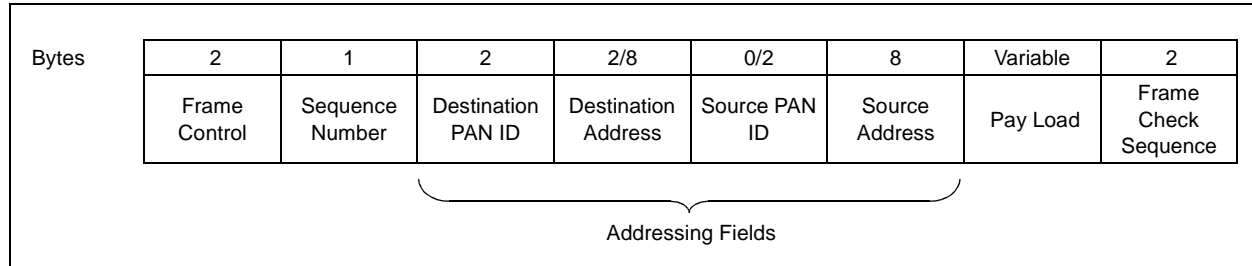 Bytes 2 1 2 2/8 0/2 8 Variable 2
Frame Control
Sequence Number
Destination PAN ID
Destination Address
Source PAN ID
Source Address
Pay Load
Frame Check Sequence
Addressing Fields